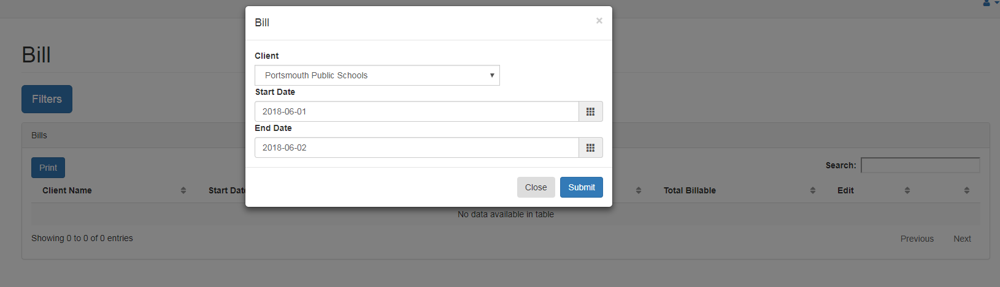 Bill
×
Client
Portsmouth Public Schools
Start Date
2018-06-01
End Date
2018-06-02
Close Submit
Bill
Filters
Bills
Print
Search:
Client Name Start Date Total Billable Edit
No data available in table
Showing 0 to 0 of 0 entries
Previous Next